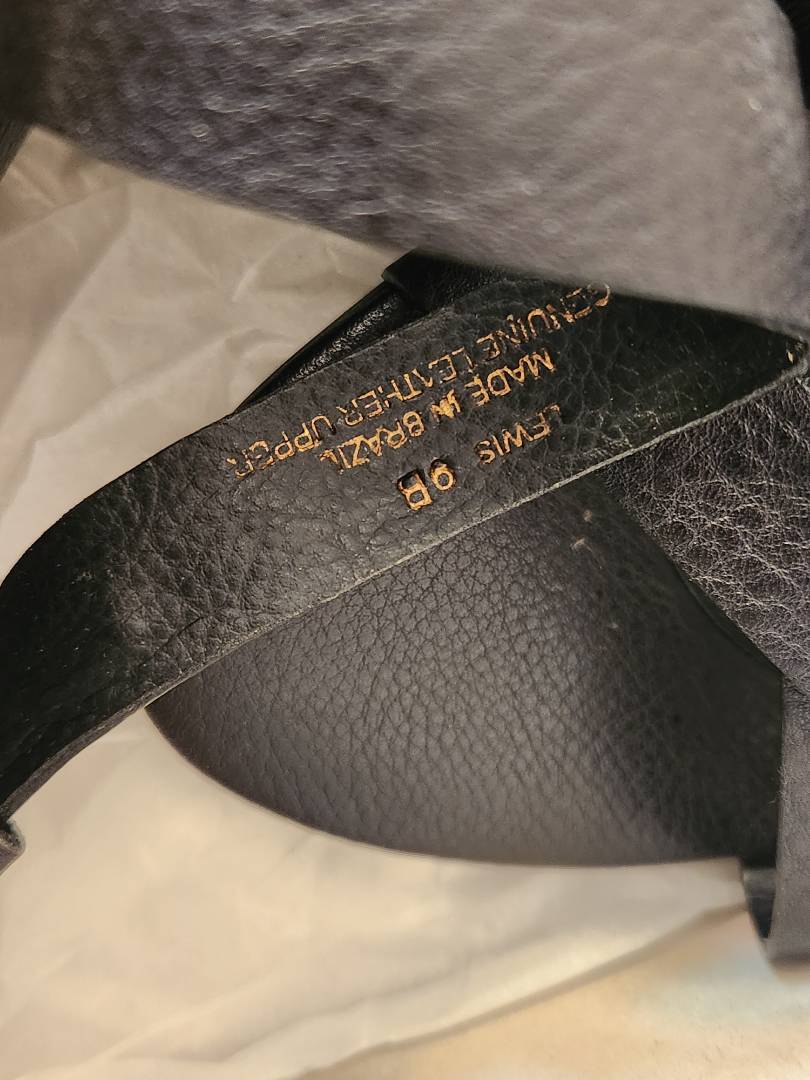 LEWIS 9B
MADE IN BRAZIL
GENUINE LEATHER UPPER